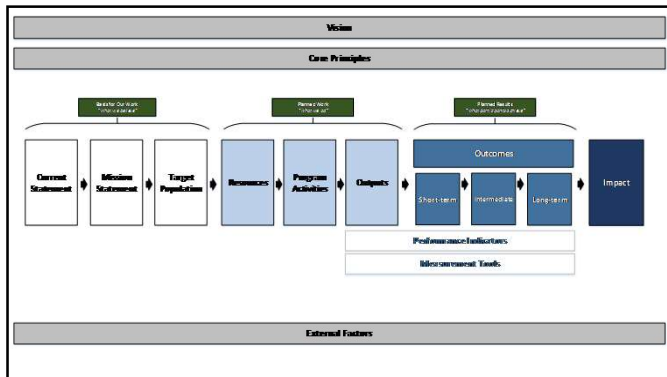 Vision
Core Principles
Basis for Our Work
Planned Work
Planned Results
Current
Statement
Mission
Statement
Target
Population
Resources
Program
Activities
Outputs
Outcomes
Short-term
Intermediate
Long-term
Impact
Performance Indicators
Measurement Tools
External Factors